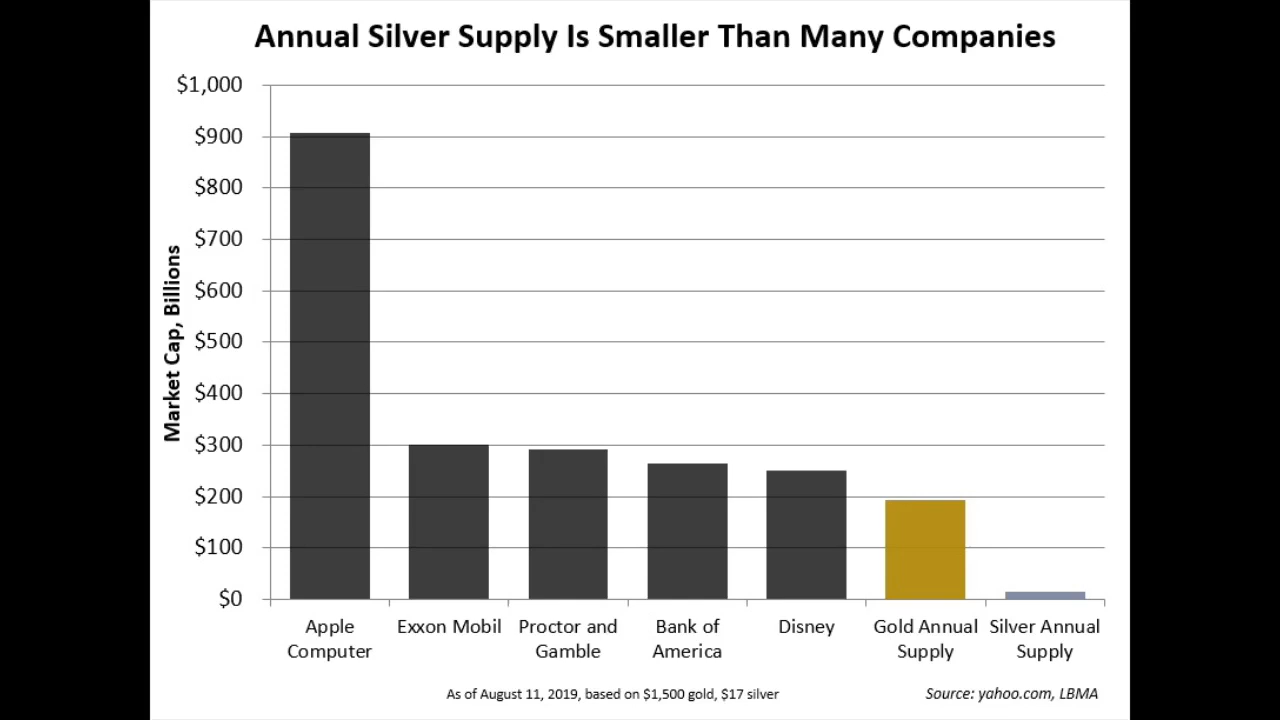 Annual Silver Supply Is Smaller Than Many Companies
Market Cap, Billions
$1,000
$900
$800
$700
$600
$500
$400
$300
$200
$100
$0
Apple
Computer
Exxon Mobil
Proctor and
Gamble
Bank of
America
Disney
Gold Annual
Supply
Silver Annual
Supply
As of August 11, 2019, based on $1,500 gold, $17 silver
Source: yahoo.com, LBMA